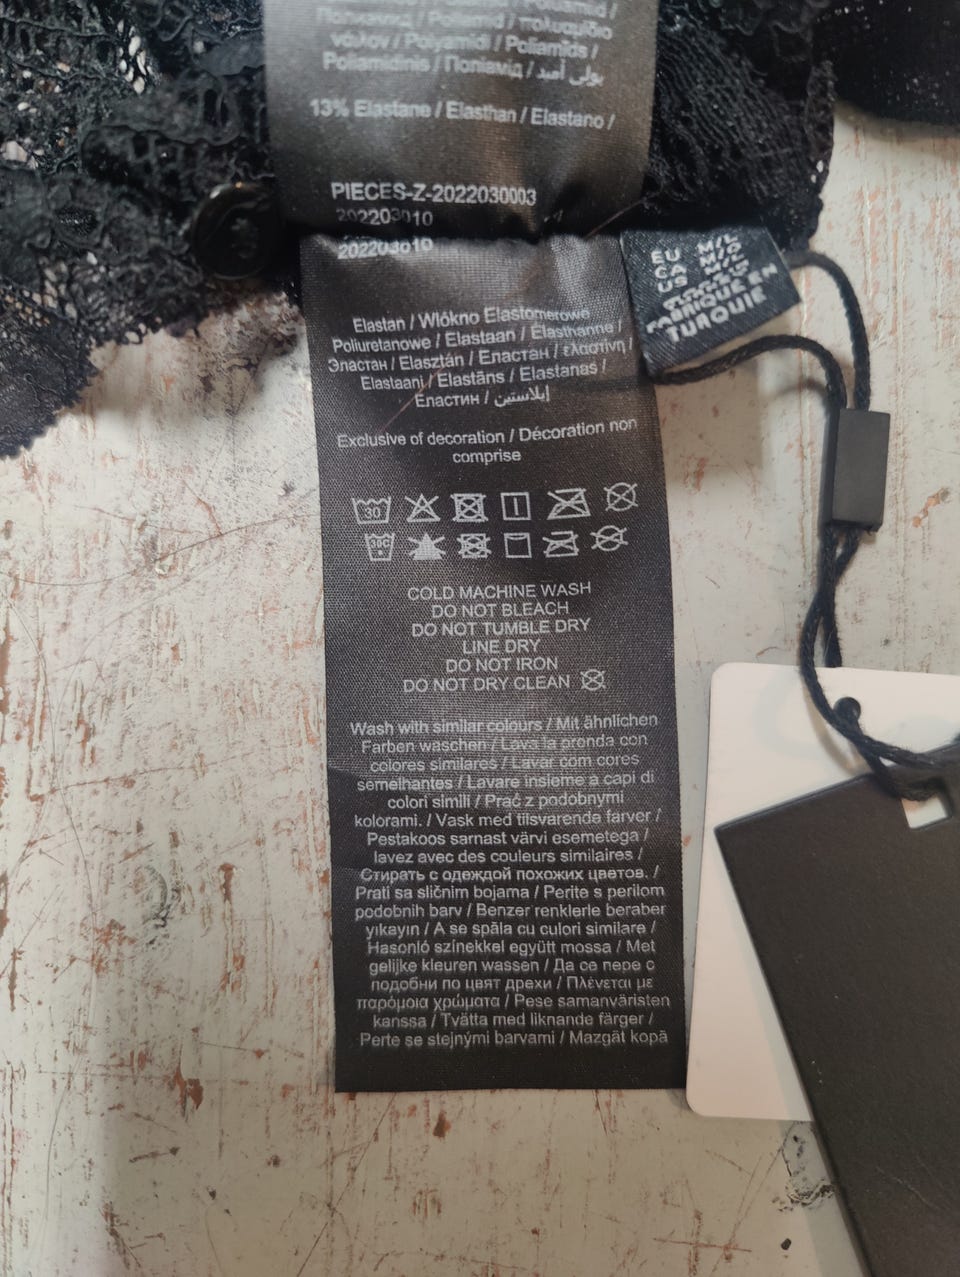 Полиамид / Poliamid / πολυαμίδιο
νάιλον / Polyamidi / Poliamīds /
Poliamidinis / Поліамід / بولي أميد
13% Elastane / Elasthan / Elastano /
PIECES-Z-2022030003
202203010
202203010
EU M/L
CA M/L
US M/L
FABRIQUE EN
TURQUIE
Elastan / Włókno Elastomerowe
Poliuretanowe / Elastaan / Élasthanne /
Эластан / Elasztán / Еластан / ελαστίνη /
Elastaani / Elastāns / Elastanas /
Еластин / إيلاستين
Exclusive of decoration / Décoration non
comprise
30
30C
COLD MACHINE WASH
DO NOT BLEACH
DO NOT TUMBLE DRY
LINE DRY
DO NOT IRON
DO NOT DRY CLEAN
Wash with similar colours / Mit ähnlichen
Farben waschen / Lava la prenda con
colores similares / Lavar com cores
semelhantes / Lavare insieme a capi di
colori simili / Prać z podobnymi
kolorami. / Vask med tilsvarende farver /
Pestakoos sarnast värvi esemetega /
lavez avec des couleurs similaires /
Стирать с одеждой похожих цветов. /
Prati sa sličnim bojama / Perite s perilom
podobnih barv / Benzer renklerle beraber
yıkayın / A se spăla cu culori similare /
Hasonló színekkel együtt mossa / Met
gelijke kleuren wassen / Да се пере с
подобни по цвят дрехи / Πλένεται με
παρόμοια χρώματα / Pese samanväristen
kanssa / Tvätta med liknande färger /
Perte se stejnými barvami / Mazgāt kopā